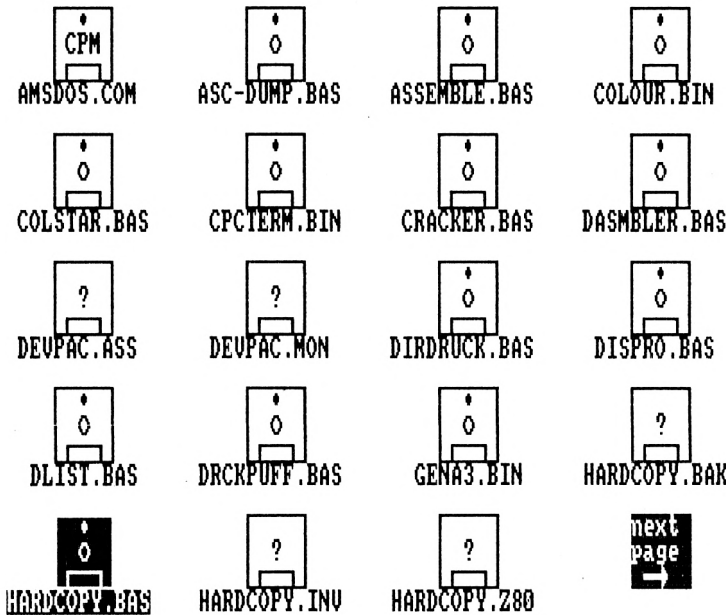 CPM
AMSDOS.COM ASC-DUMP.BAS ASSEMBLE.BAS COLOUR.BIN
COLSTAR.BAS CPCTERM.BIN CRACKER.BAS DASMBLER.BAS
? ?
DEVPAC.ASS DEVPAC.MON DIRDRUCK.BAS DISPRO.BAS
?
DLIST.BAS DRCKPUFF.BAS GENA3.BIN HARDCOPY.BAK
? ? next
page
HARDCOPY.BAS HARDCOPY.INV HARDCOPY.Z80